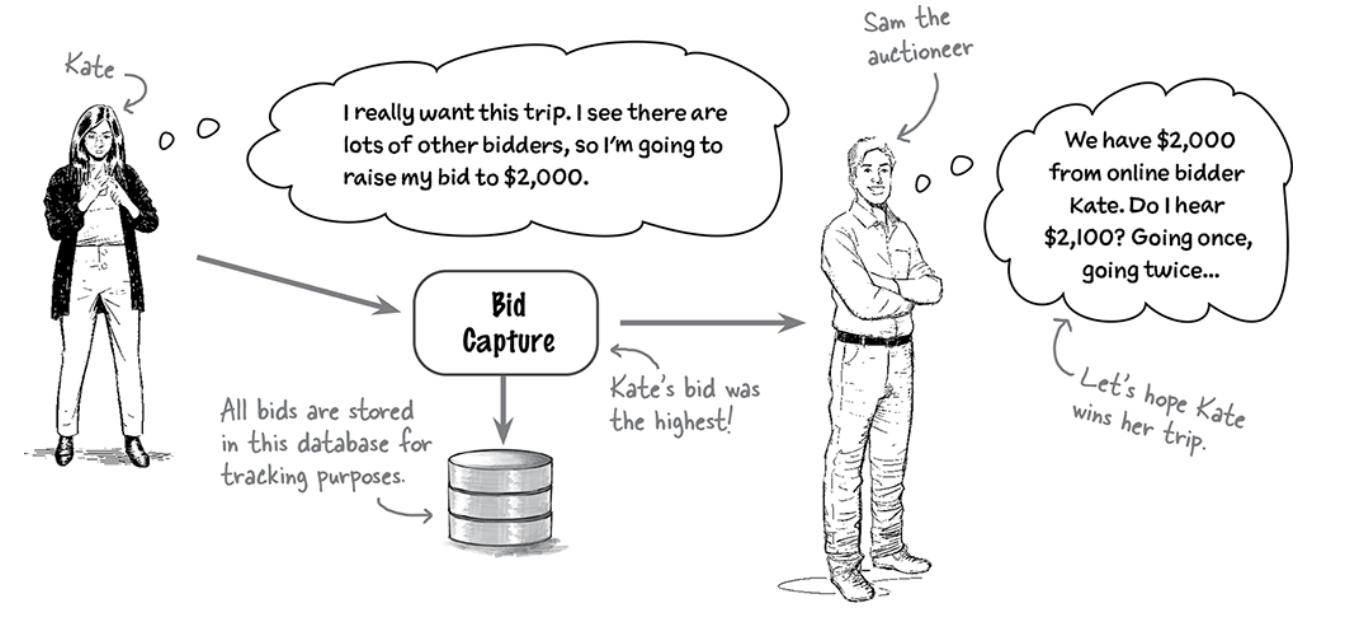 Kate
I really want this trip. I see there are
lots of other bidders, so I'm going to
raise my bid to $2,000.
Sam the
auctioneer
We have $2,000
from online bidder
Kate. Do I hear
$2,100? Going once,
going twice...
Bid
Capture
Kate's bid was
the highest!
All bids are stored
in this database for
tracking purposes.
Let's hope Kate
wins her trip.